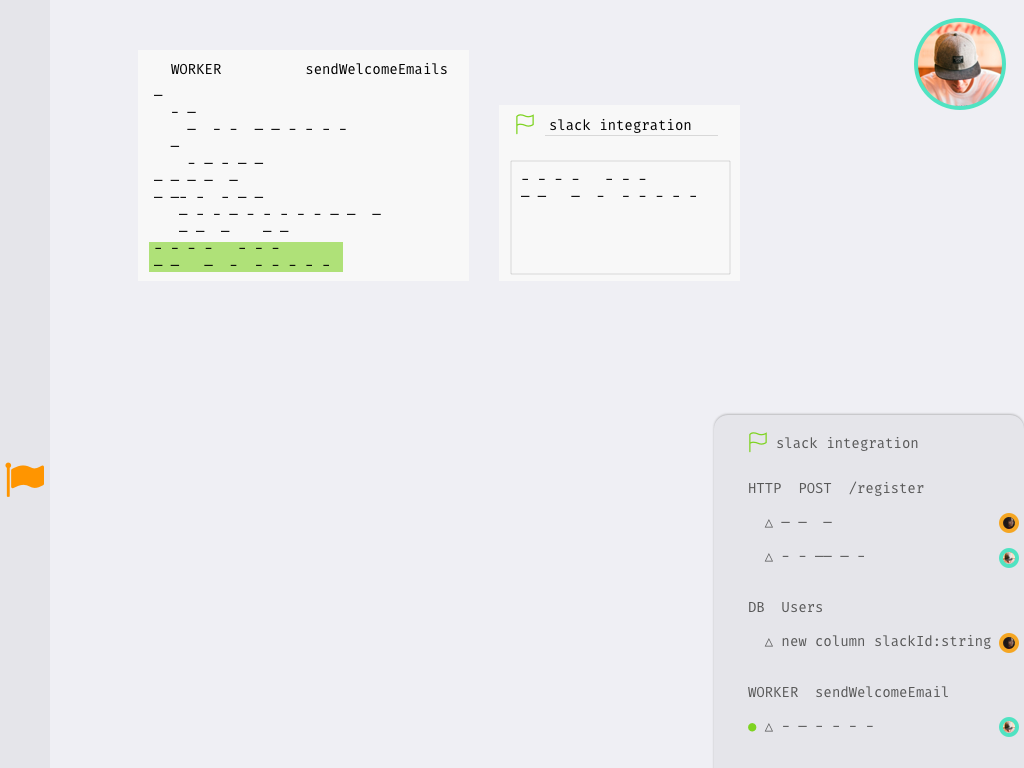 WORKER sendWelcomeEmails
slack integration
slack integration
HTTP POST /register
DB Users
△ new column slackId:string
WORKER sendWelcomeEmail